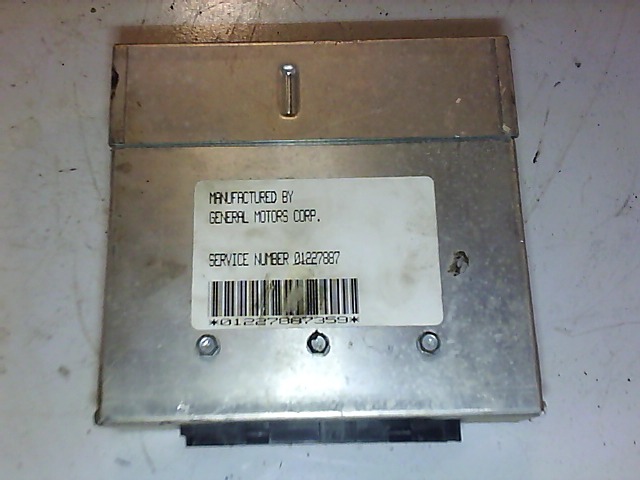 MANUFACTURED BY
GENERAL MOTORS CORP.
SERVICE NUMBER 01227887
*01227887359*